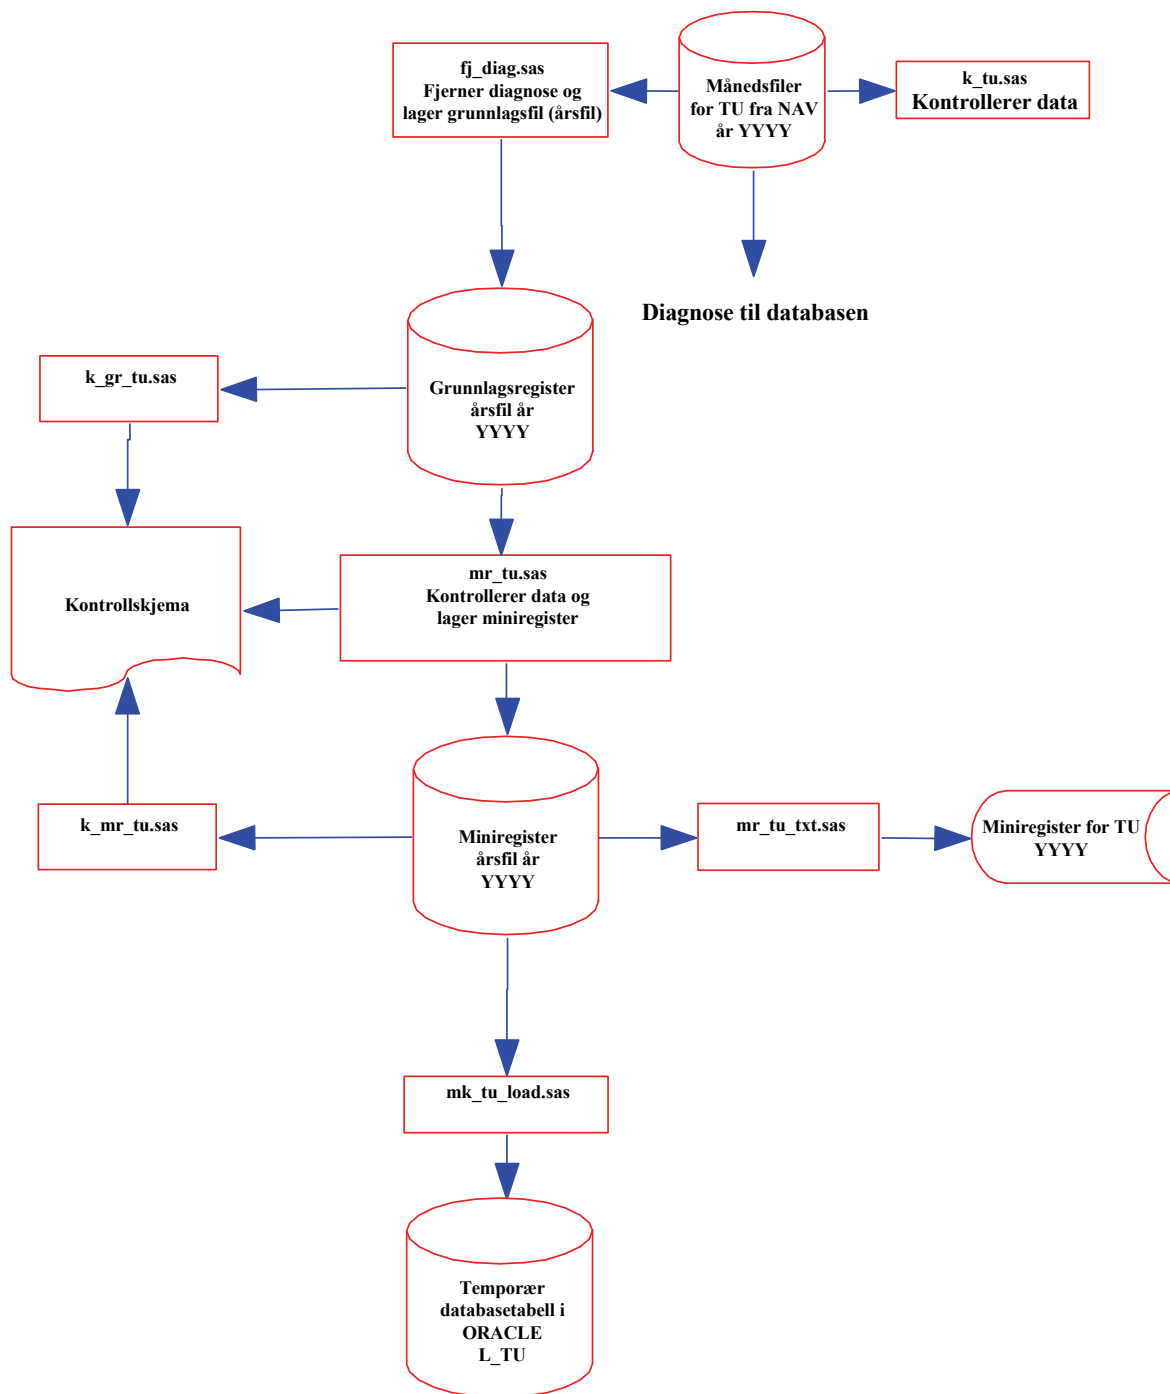 fj_diag.sas
Fjerner diagnose og
lager grunnlagsfil (årsfil)
Månedsfiler
for TU fra NAV
år YYYY
k_tu.sas
Kontrollerer data
Diagnose til databasen
k_gr_tu.sas
Grunnlagsregister
årsfil år
YYYY
Kontrollskjema
mr_tu.sas
Kontrollerer data og
lager miniregister
k_mr_tu.sas
Miniregister
årsfil år
YYYY
mr_tu_txt.sas
Miniregister for TU
YYYY
mk_tu_load.sas
Temporær
databasetabell i
ORACLE
L_TU